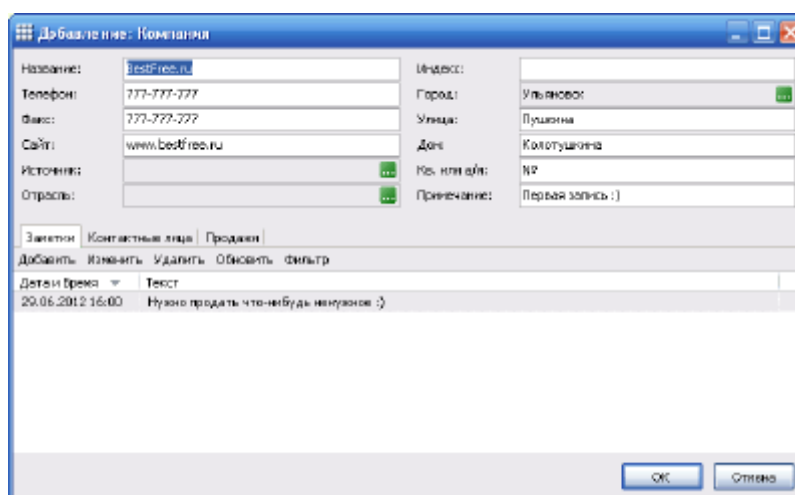 Добавление: Компания
Название: BestFree.ru Индекс:
Телефон: 777-777-777 Город: Ульяновск ...
Факс: 777-777-777 Улица: Пушкина
Сайт: www.bestfree.ru Дом: Колотушкина
Источник: ... Кв. или а/я: №
Отрасль: ... Примечание: Первая запись :)
Заметки Контактные лица Продажи
Добавить Изменить Удалить Обновить Фильтр
Дата и Время Текст
29.06.2012 16:00 Нужно продать что-нибудь ненужное :)
OK Отмена